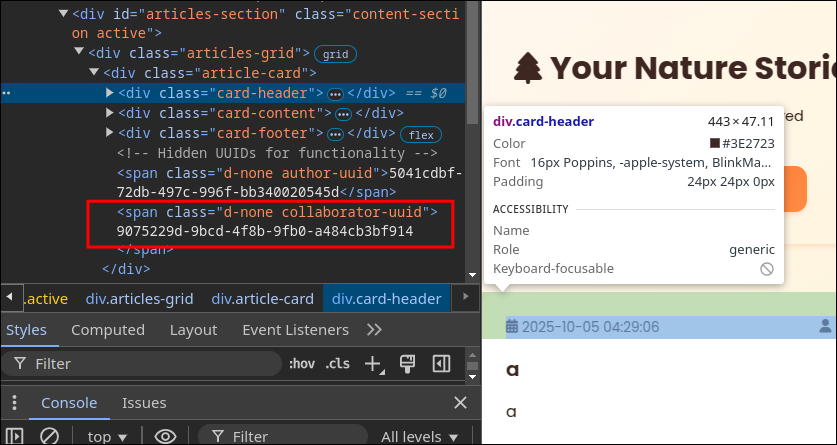 <div id="articles-section" class="content-secti
on active">
<div class="articles-grid"> grid
<div class="article-card">
<div class="card-header"> ••• </div> == $0
<div class="card-content"> ••• </div>
<div class="card-footer"> ••• </div> flex
<!-- Hidden UUIDs for functionality -->
<span class="d-none author-uuid">5041cdbf-
72db-497c-996f-bb340020545d</span>
<span class="d-none collaborator-uuid">
9075229d-9bcd-4f8b-9fb0-a484cb3bf914
</span>
</div>
.active div.articles-grid div.article-card div.card-header
Styles Computed Layout Event Listeners
Filter :hov .cls
Console Issues
top Filter All levels
Your Nature Storie
red
div.card-header 443 × 47.11
Color #3E2723
Font 16px Poppins, -apple-system, BlinkMa...
Padding 24px 24px 0px
ACCESSIBILITY
Name
Role generic
Keyboard-focusable
2025-10-05 04:29:06
a
a